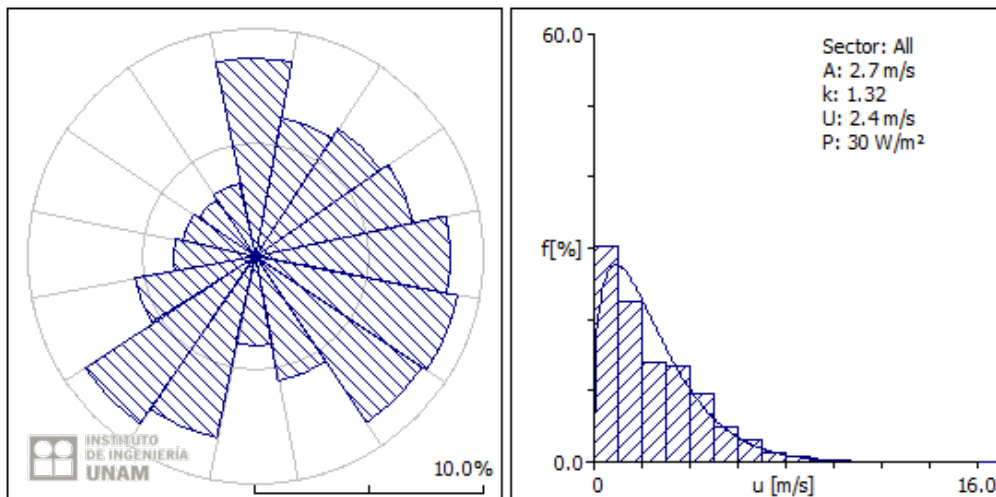 INSTITUTO
DE INGENIERÍA
UNAM
10.0%
60.0
Sector: All
A: 2.7 m/s
k: 1.32
U: 2.4 m/s
P: 30 W/m²
f[%]
0.0
0
u [m/s]
16.0